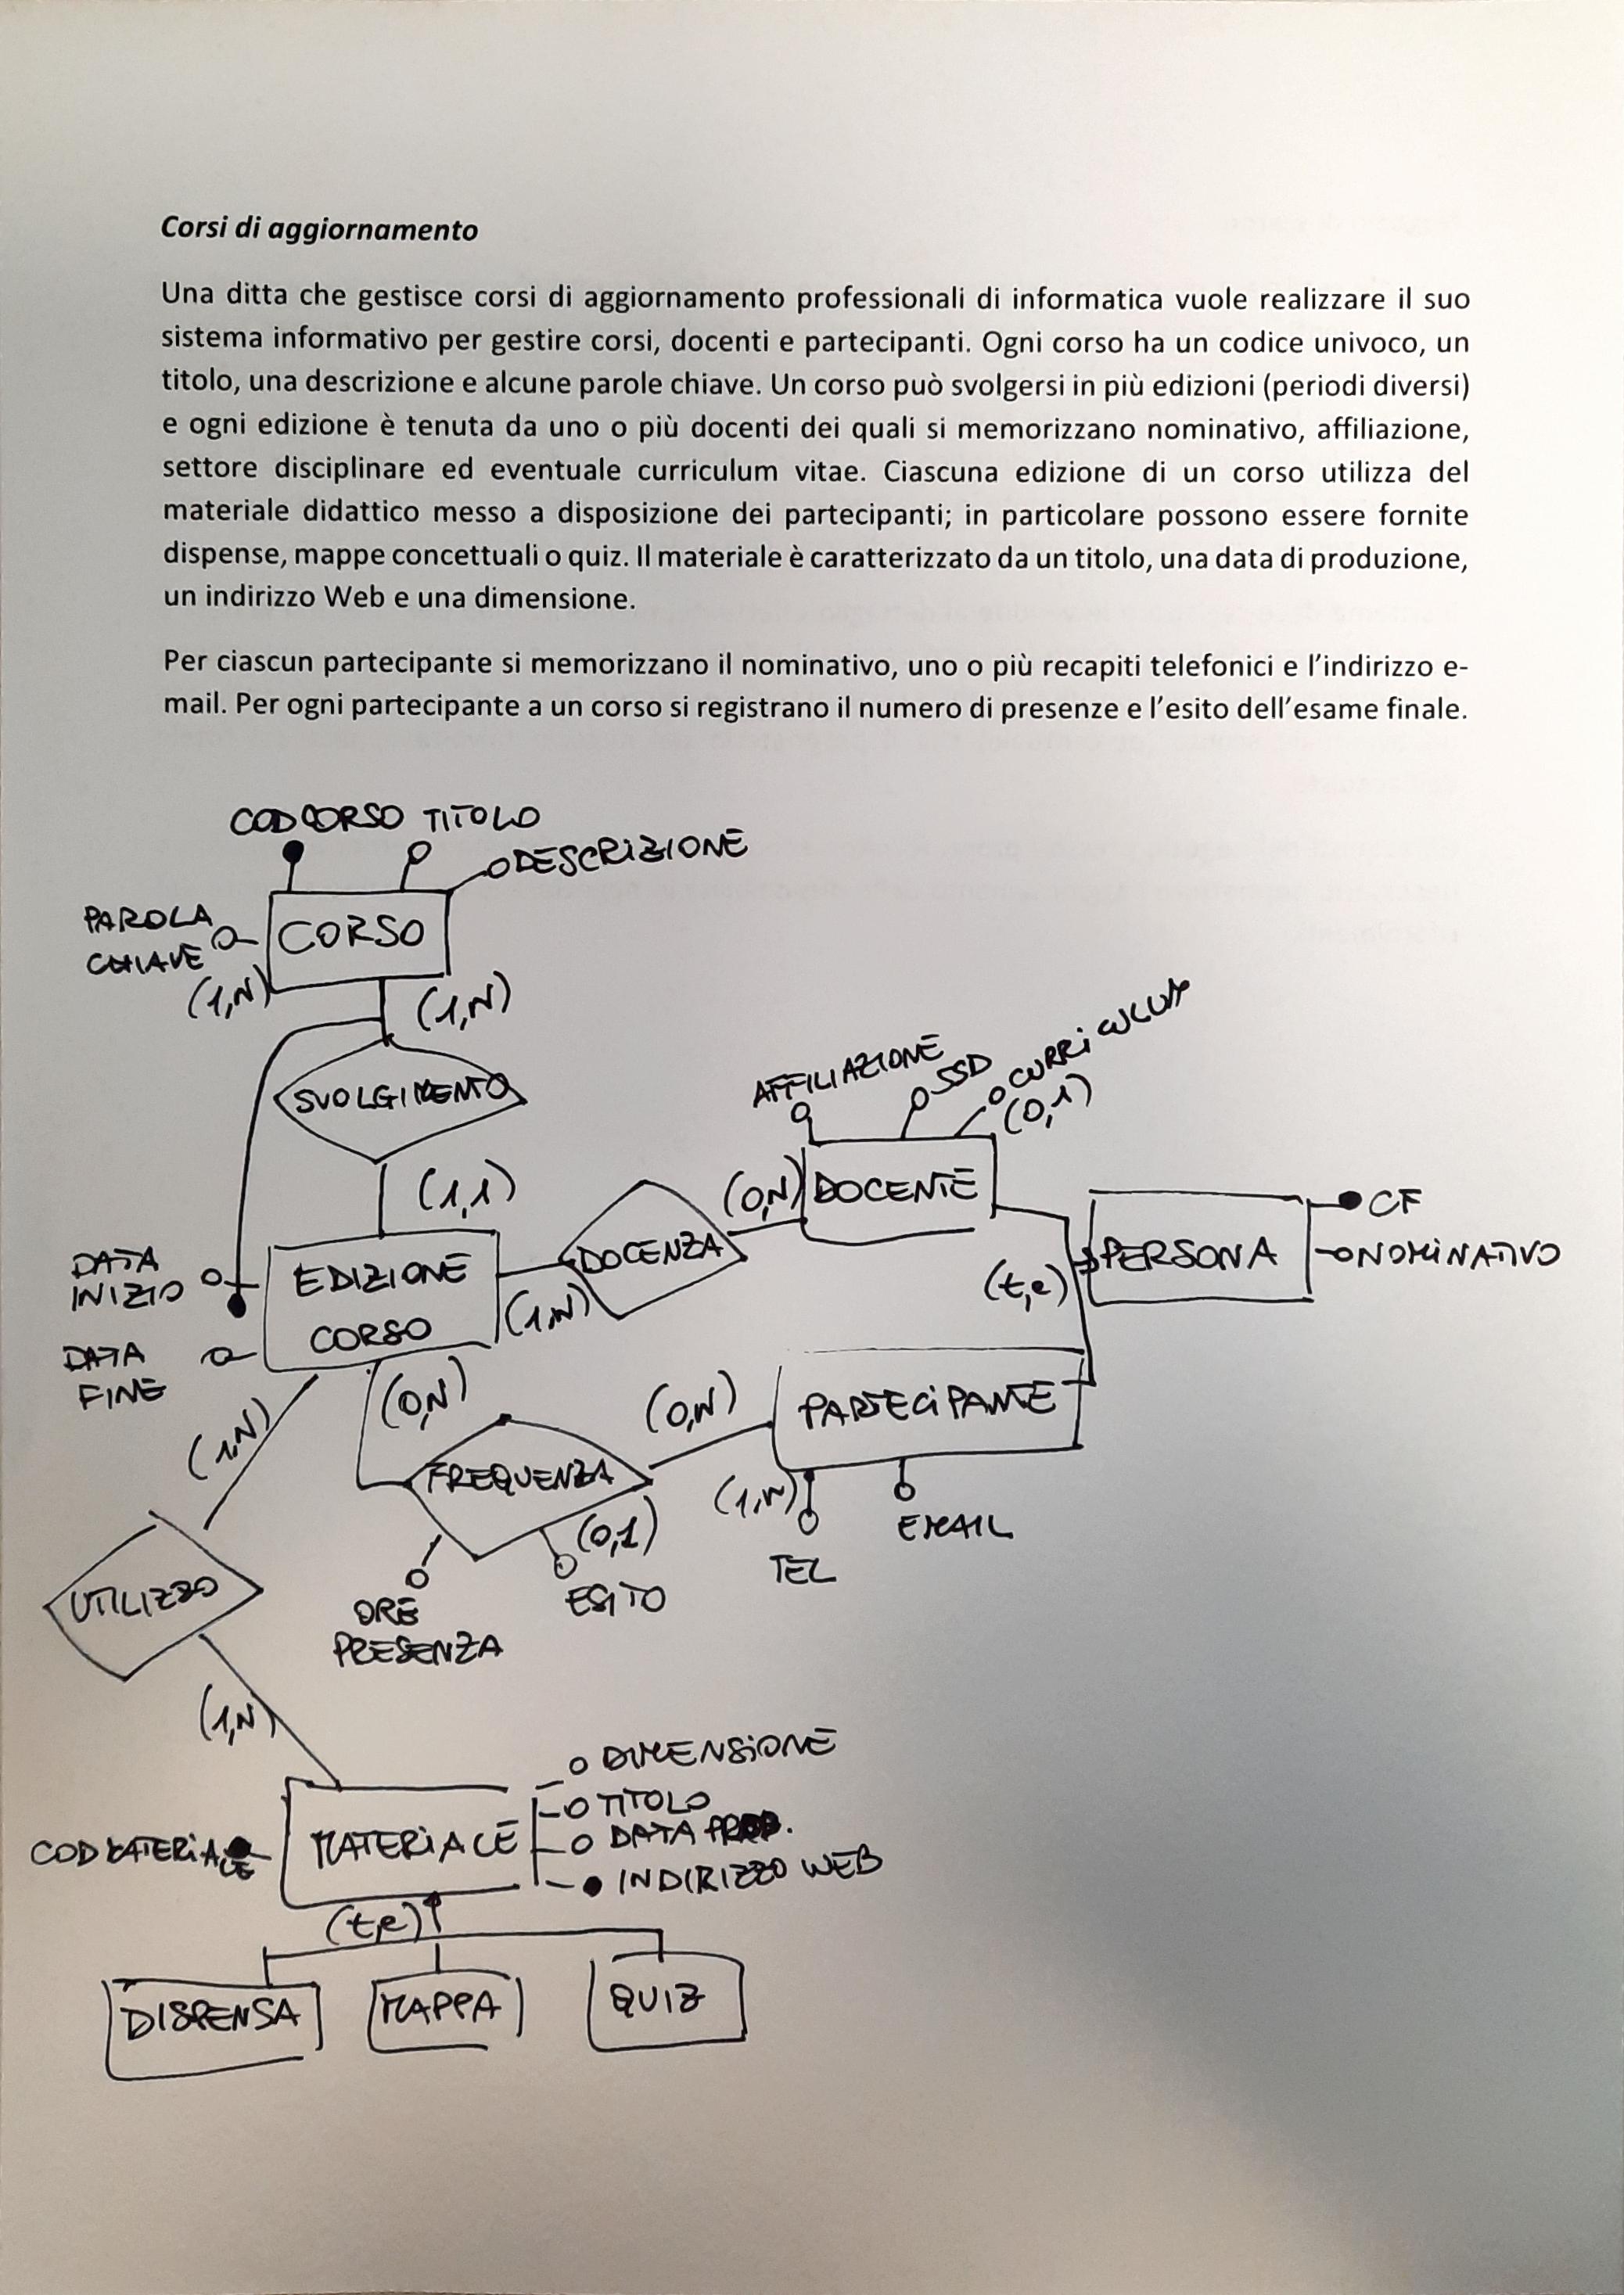 Corsi di aggiornamento
Una ditta che gestisce corsi di aggiornamento professionali di informatica vuole realizzare il suo
sistema informativo per gestire corsi, docenti e partecipanti. Ogni corso ha un codice univoco, un
titolo, una descrizione e alcune parole chiave. Un corso può svolgersi in più edizioni (periodi diversi)
e ogni edizione è tenuta da uno o più docenti dei quali si memorizzano nominativo, affiliazione,
settore disciplinare ed eventuale curriculum vitae. Ciascuna edizione di un corso utilizza del
materiale didattico messo a disposizione dei partecipanti; in particolare possono essere fornite
dispense, mappe concettuali o quiz. Il materiale è caratterizzato da un titolo, una data di produzione,
un indirizzo Web e una dimensione.
Per ciascun partecipante si memorizzano il nominativo, uno o più recapiti telefonici e l'indirizzo e-
mail. Per ogni partecipante a un corso si registrano il numero di presenze e l'esito dell'esame finale.
CODCORSO TITOLO
DESCRIZIONE
PAROLA
CHIAVE
(1,N)
CORSO
(1,N)
SVOLGIMENTO
(1,1)
AFFILIAZIONE
SSD
CURRICULUM
(0,1)
DOCENTE
(0,N)
DOCENZA
(1,N)
PERSONA
CF
NOMINATIVO
(t,e)
DATA
INIZIO
DATA
FINE
EDIZIONE
CORSO
(1,N)
(0,N)
FREQUENZA
(0,N)
PARTECIPANTE
(1,N)
TEL
EMAIL
(0,1)
ESITO
ORE
PRESENZA
UTILIZZO
(1,N)
DIMENSIONE
TITOLO
DATA PROD.
INDIRIZZO WEB
CODMATERIALE
MATERIALE
(t,e)
DISPENSA
MAPPA
QUIZ